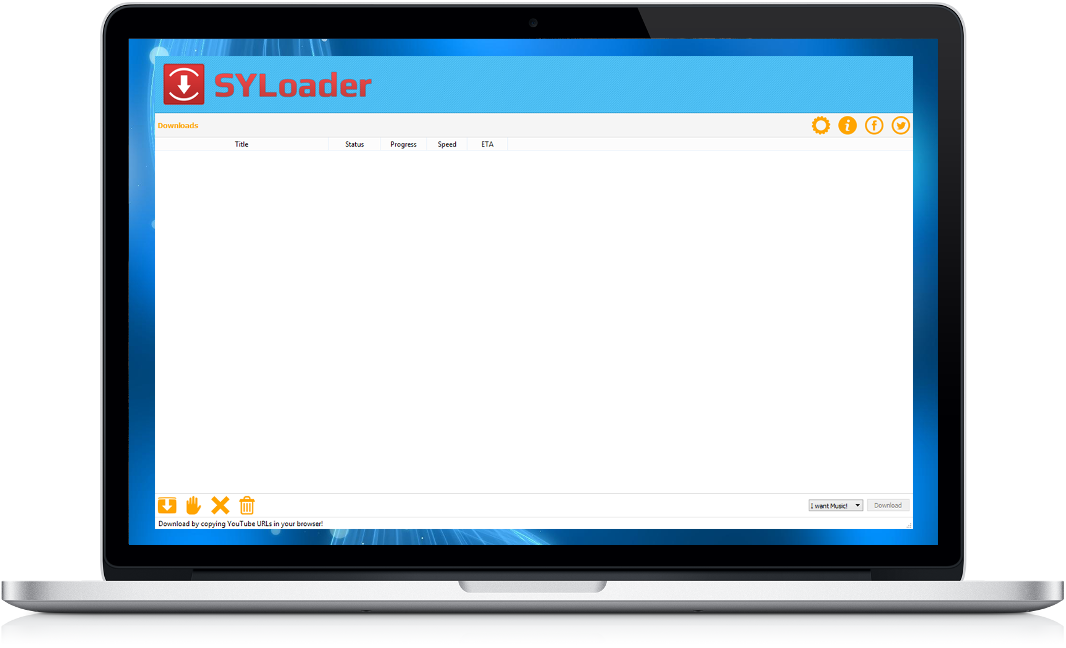 SYLoader
Downloads
Title Status Progress Speed ETA
I want Music! Download
Download by copying YouTube URLs in your browser!